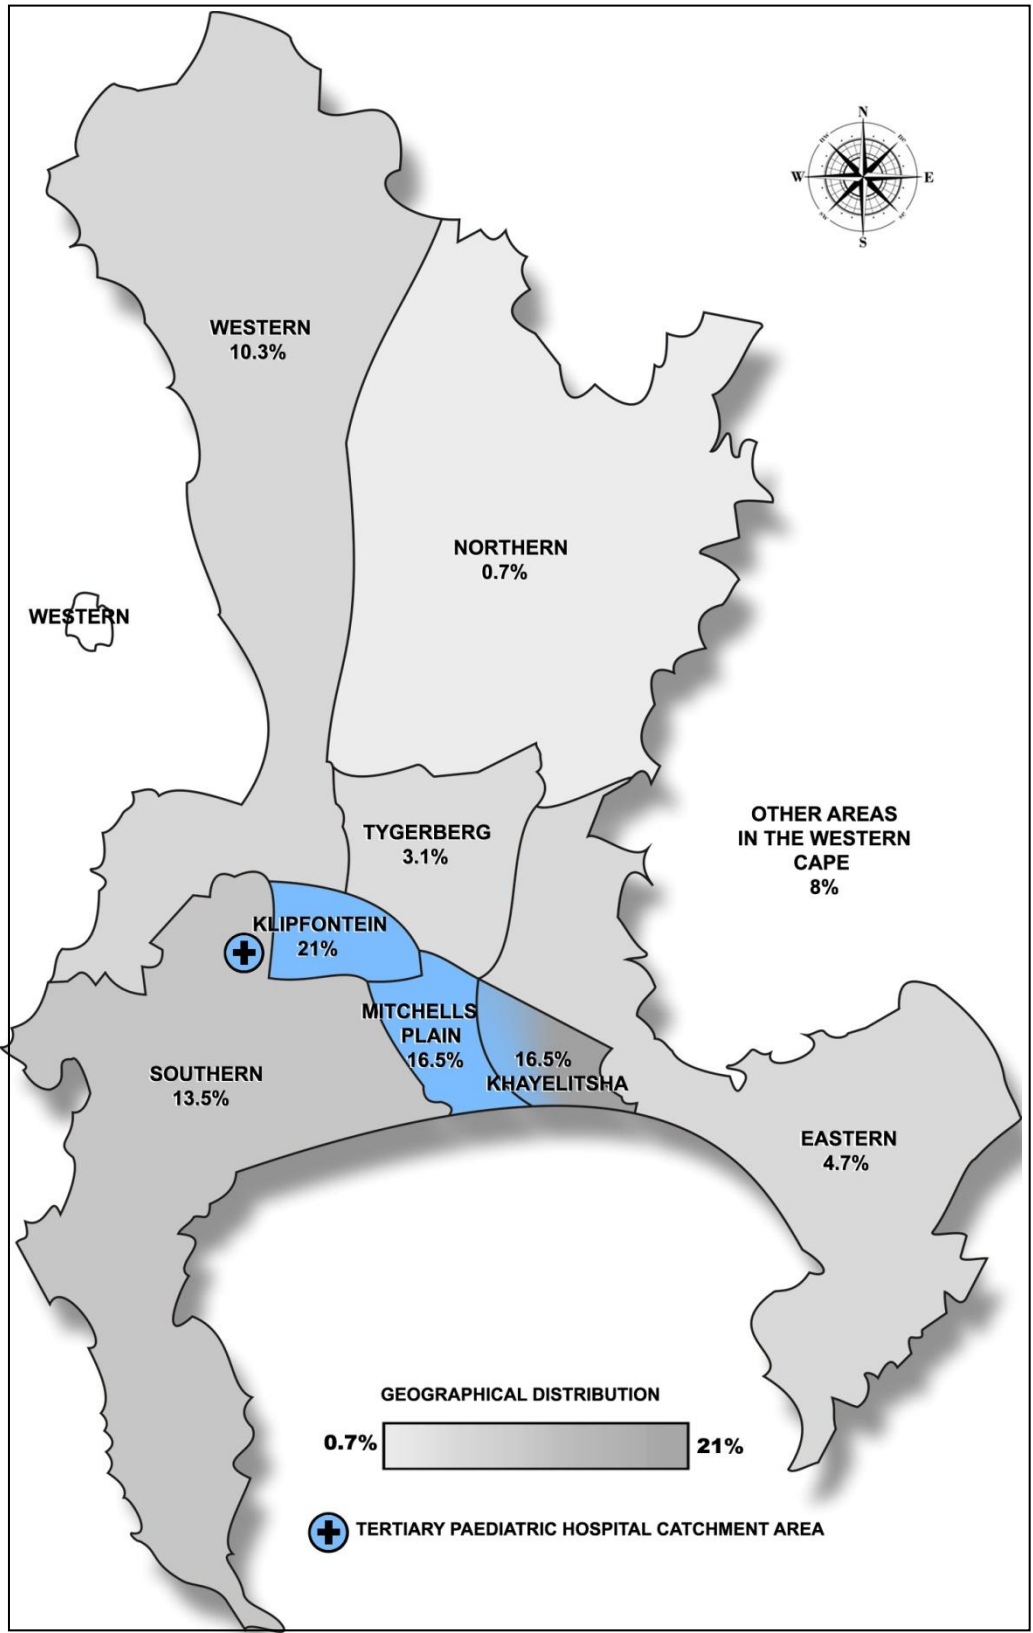 N
W
E
S
WESTERN
10.3%
NORTHERN
0.7%
WESTERN
OTHER AREAS
IN THE WESTERN
CAPE
8%
TYGERBERG
3.1%
KLIPFONTEIN
21%
MITCHELLS
PLAIN
16.5%
16.5%
KHAYELITSHA
SOUTHERN
13.5%
EASTERN
4.7%
GEOGRAPHICAL DISTRIBUTION
0.7%
21%
TERTIARY PAEDIATRIC HOSPITAL CATCHMENT AREA